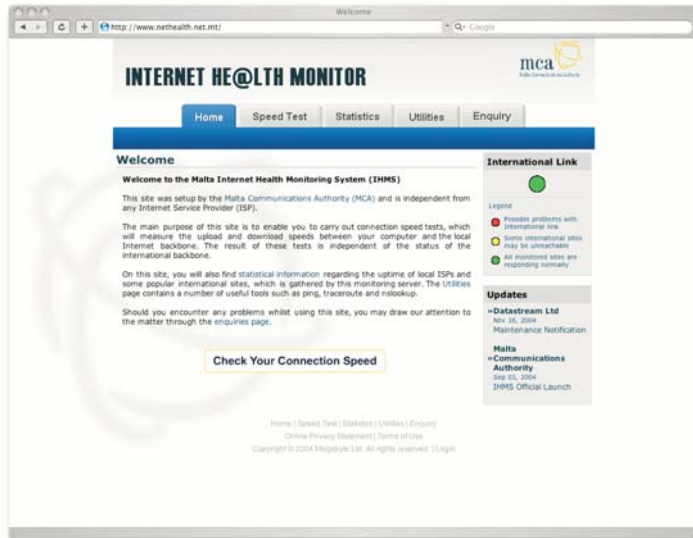 Welcome
http://www.nethealth.net.mt/
Google
INTERNET HE@LTH MONITOR
mca
Malta Communications Authority
Home
Speed Test
Statistics
Utilities
Enquiry
Welcome
Welcome to the Malta Internet Health Monitoring System (IHMS)
This site was setup by the Malta Communications Authority (MCA) and is independent from
any Internet Service Provider (ISP).
The main purpose of this site is to enable you to carry out connection speed tests, which
will measure the upload and download speeds between your computer and the local
Internet backbone. The result of these tests is independent of the status of the
international backbone.
On this site, you will also find statistical information regarding the uptime of local ISPs and
some popular international sites, which is gathered by this monitoring server. The Utilities
page contains a number of useful tools such as ping, traceroute and nslookup.
Should you encounter any problems whilst using this site, you may draw our attention to
the matter through the enquiries page.
Check Your Connection Speed
International Link
Legend
Possible problems with
International link
Some international sites
may be unreachable
All monitored sites are
responding normally
Updates
»Datastream Ltd
Nov 16, 2004
Maintenance Notification
Malta
»Communications
Authority
Sep 03, 2004
IHMS Official Launch
Home | Speed Test | Statistics | Utilities | Enquiry
Online Privacy Statement | Terms of Use
Copyright © 2004 Megabyte Ltd. All rights reserved. | Login